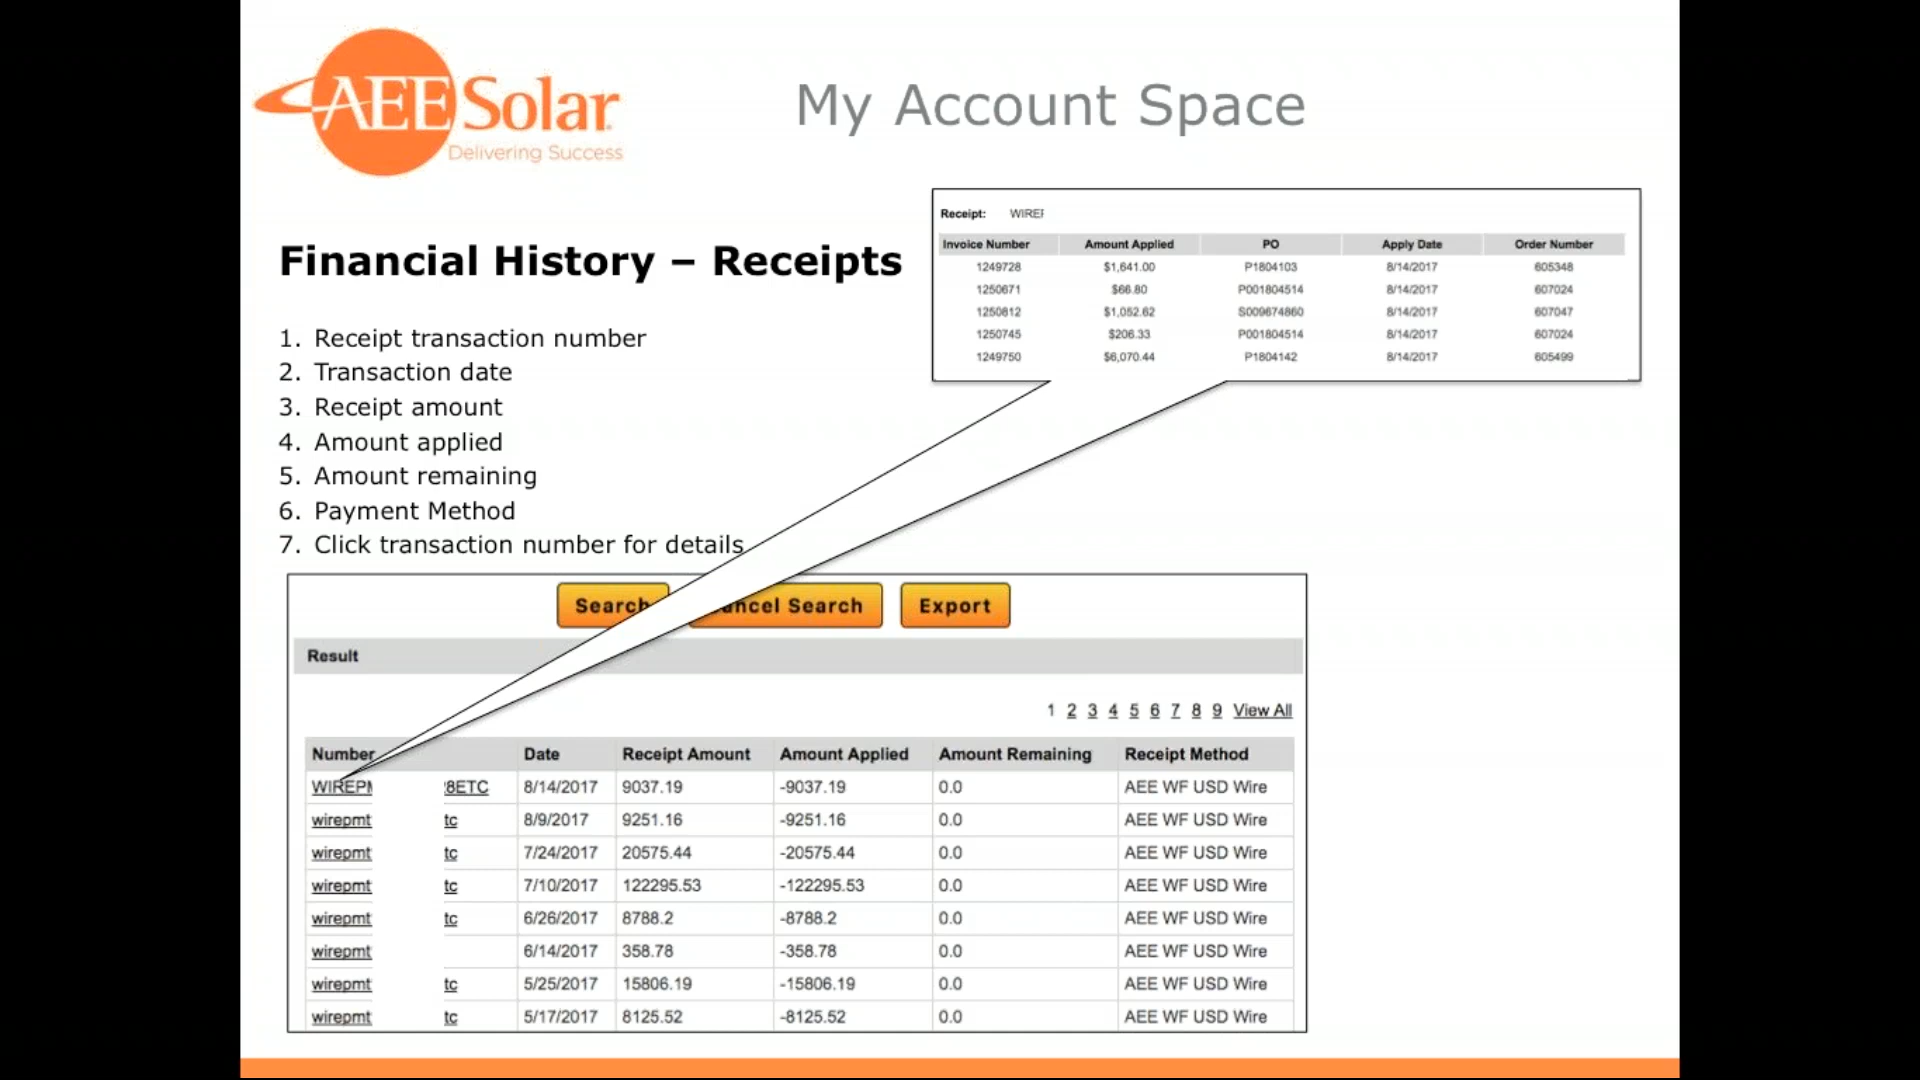 AEE Solar
Delivering Success
My Account Space
Receipt: WIREF
Invoice Number Amount Applied PO Apply Date Order Number
1249728 $1,641.00 P1804103 8/14/2017 605348
1250671 $66.80 P001804514 8/14/2017 607024
1250812 $1,052.62 S009674860 8/14/2017 607047
1250745 $206.33 P001804514 8/14/2017 607024
1249750 $6,070.44 P1804142 8/14/2017 605499
Financial History – Receipts
1. Receipt transaction number
2. Transaction date
3. Receipt amount
4. Amount applied
5. Amount remaining
6. Payment Method
7. Click transaction number for details
Search ncel Search Export
Result
1 2 3 4 5 6 7 8 9 View All
Number Date Receipt Amount Amount Applied Amount Remaining Receipt Method
WIREPM 8ETC 8/14/2017 9037.19 -9037.19 0.0 AEE WF USD Wire
wirepmt tc 8/9/2017 9251.16 -9251.16 0.0 AEE WF USD Wire
wirepmt tc 7/24/2017 20575.44 -20575.44 0.0 AEE WF USD Wire
wirepmt tc 7/10/2017 122295.53 -122295.53 0.0 AEE WF USD Wire
wirepmt tc 6/26/2017 8788.2 -8788.2 0.0 AEE WF USD Wire
wirepmt 6/14/2017 358.78 -358.78 0.0 AEE WF USD Wire
wirepmt tc 5/25/2017 15806.19 -15806.19 0.0 AEE WF USD Wire
wirepmt tc 5/17/2017 8125.52 -8125.52 0.0 AEE WF USD Wire